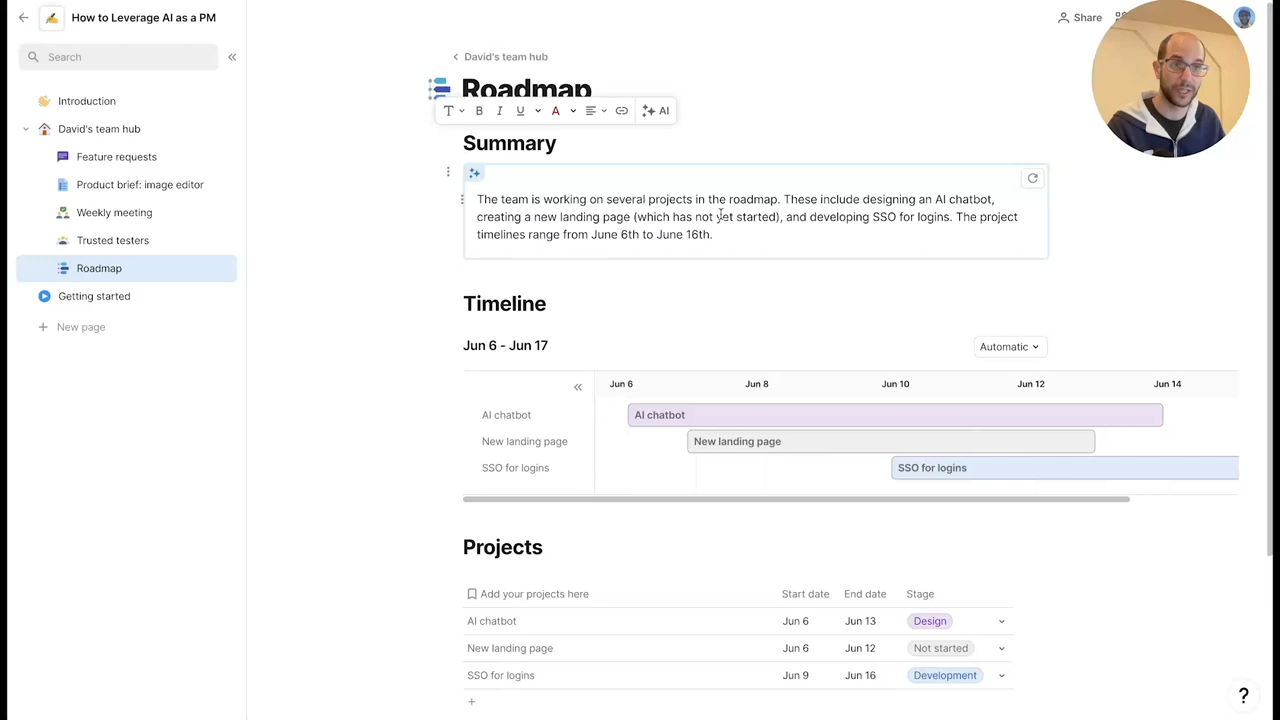 How to Leverage AI as a PM
Share
Search
Introduction
David's team hub
Feature requests
Product brief: image editor
Weekly meeting
Trusted testers
Roadmap
Getting started
New page
David's team hub
Roadmap
T B I U A AI
Summary
The team is working on several projects in the roadmap. These include designing an AI chatbot,
creating a new landing page (which has not yet started), and developing SSO for logins. The project
timelines range from June 6th to June 16th.
Timeline
Jun 6 - Jun 17
Automatic
Jun 6 Jun 8 Jun 10 Jun 12 Jun 14
AI chatbot AI chatbot
New landing page New landing page
SSO for logins SSO for logins
Projects
Add your projects here Start date End date Stage
AI chatbot Jun 6 Jun 13 Design
New landing page Jun 6 Jun 12 Not started
SSO for logins Jun 9 Jun 16 Development
?